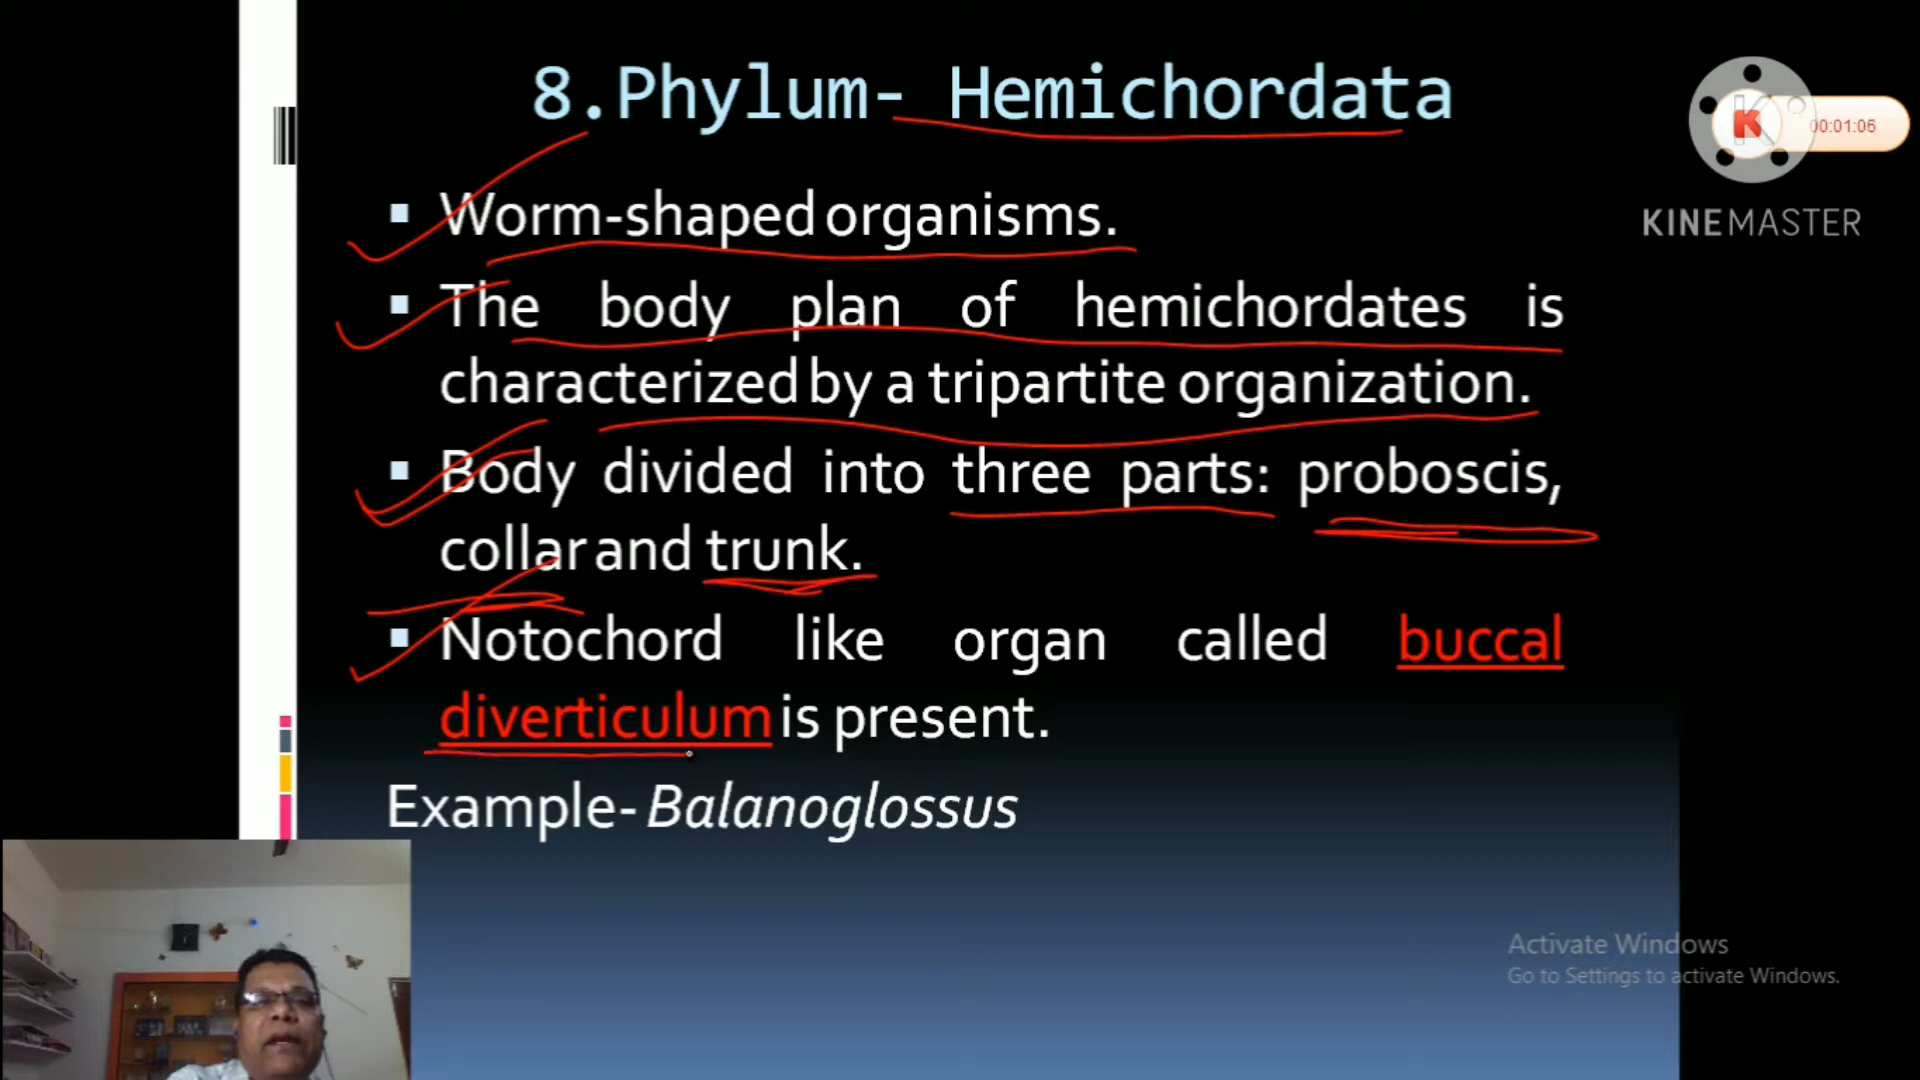 8.Phylum- Hemichordata
K
00:01:06
KINEMASTER
▪ Worm-shaped organisms.
▪ The body plan of hemichordates is
characterized by a tripartite organization.
▪ Body divided into three parts: proboscis,
collar and trunk.
▪ Notochord like organ called buccal
diverticulum is present.
Example- Balanoglossus
Activate Windows
Go to Settings to activate Windows.